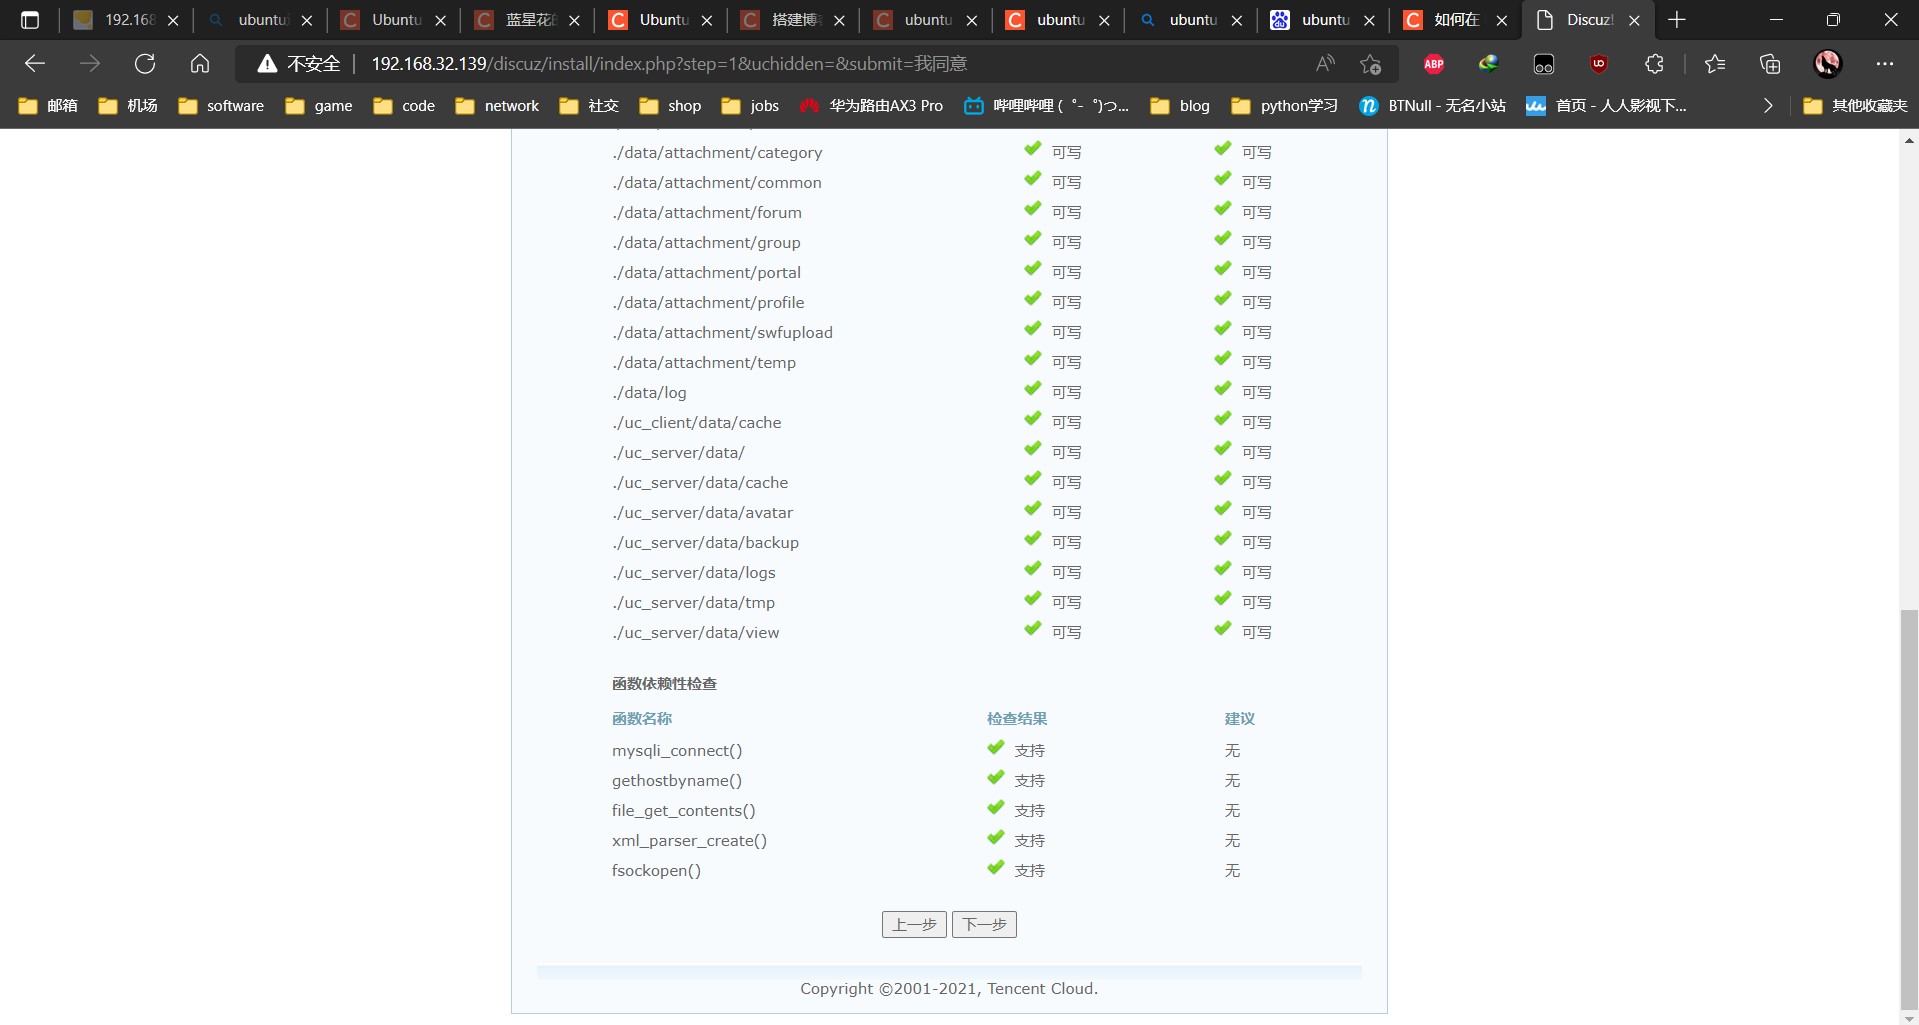 192.168
ubuntu
Ubuntu
蓝星花
Ubuntu
搭建博
ubuntu
ubuntu
ubuntu
ubuntu
如何在
Discuz!
不安全
192.168.32.139/discuz/install/index.php?step=1&uchidden=&submit=我同意
邮箱 机场 software game code network 社交 shop jobs 华为路由AX3 Pro 哔哩哔哩 (゜-゜)つ... blog python学习 BTNull - 无名小站 首页 - 人人影视下... 其他收藏夹
./data/attachment/category 可写 可写
./data/attachment/common 可写 可写
./data/attachment/forum 可写 可写
./data/attachment/group 可写 可写
./data/attachment/portal 可写 可写
./data/attachment/profile 可写 可写
./data/attachment/swfupload 可写 可写
./data/attachment/temp 可写 可写
./data/log 可写 可写
./uc_client/data/cache 可写 可写
./uc_server/data/ 可写 可写
./uc_server/data/cache 可写 可写
./uc_server/data/avatar 可写 可写
./uc_server/data/backup 可写 可写
./uc_server/data/logs 可写 可写
./uc_server/data/tmp 可写 可写
./uc_server/data/view 可写 可写
函数依赖性检查
函数名称 检查结果 建议
mysqli_connect() 支持 无
gethostbyname() 支持 无
file_get_contents() 支持 无
xml_parser_create() 支持 无
fsockopen() 支持 无
上一步 下一步
Copyright ©2001-2021, Tencent Cloud.